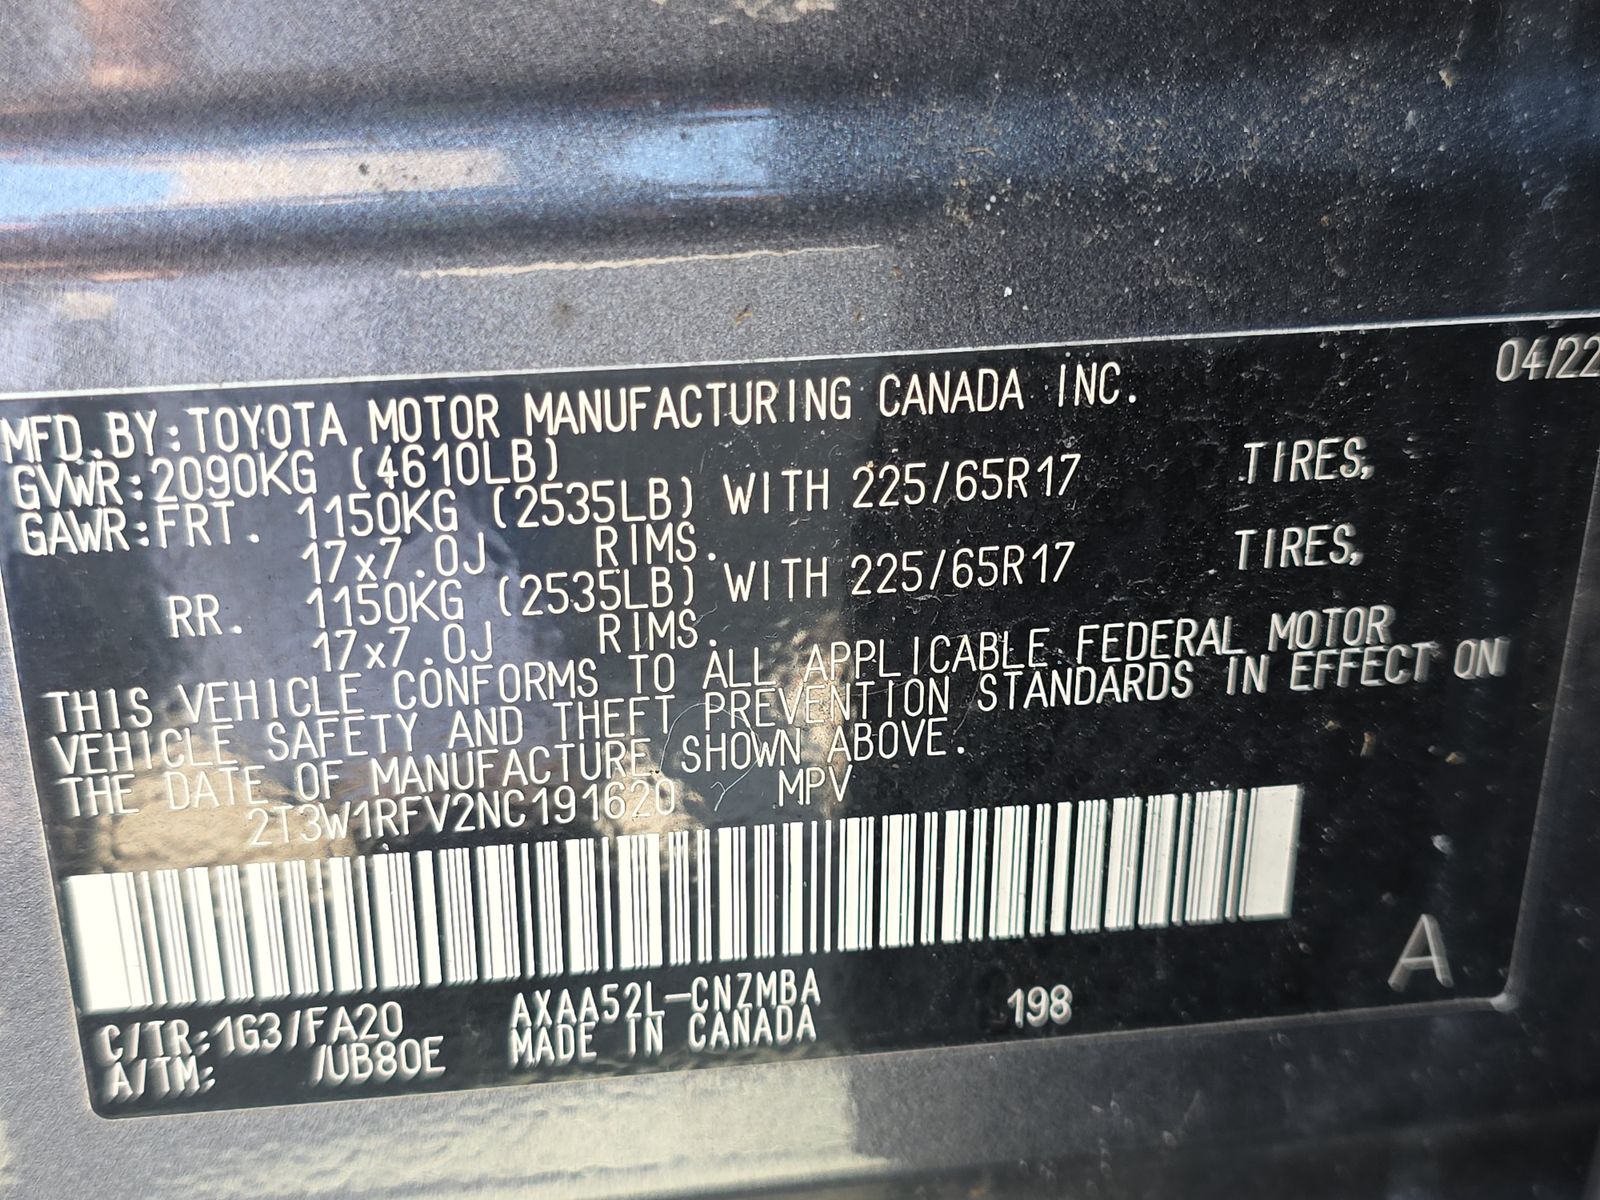 04/22
MFD.BY:TOYOTA MOTOR MANUFACTURING CANADA INC.
GVWR:2090KG (4610LB)
GAWR:FRT. 1150KG (2535LB) WITH 225/65R17 TIRES,
17x7.0J RIMS.
RR. 1150KG (2535LB) WITH 225/65R17 TIRES,
17x7.0J RIMS.
THIS VEHICLE CONFORMS TO ALL APPLICABLE FEDERAL MOTOR
VEHICLE SAFETY AND THEFT PREVENTION STANDARDS IN EFFECT ON
THE DATE OF MANUFACTURE SHOWN ABOVE.
2T3W1RFV2NC191620 MPV
C/TR:1G3/FA20 AXAA52L-CNZMBA 198 A
A/TM: /UB80E MADE IN CANADA